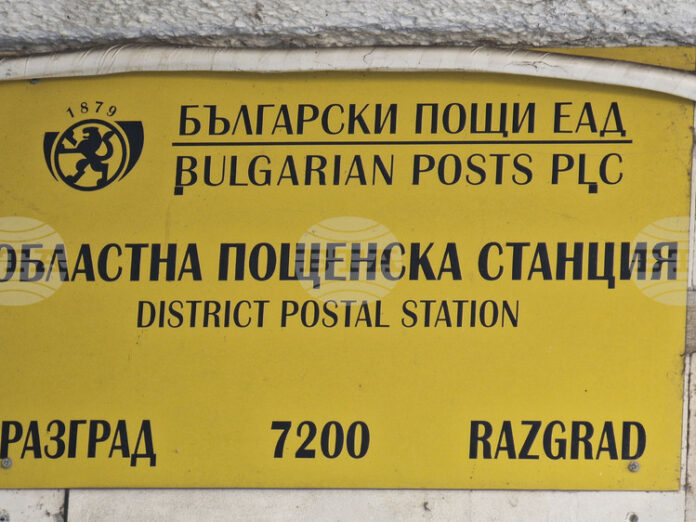 1879
БЪЛГАРСКИ ПОЩИ ЕАД
BULGARIAN POSTS PLC
ОБЛАСТНА ПОЩЕНСКА СТАНЦИЯ
DISTRICT POSTAL STATION
РАЗГРАД 7200 RAZGRAD